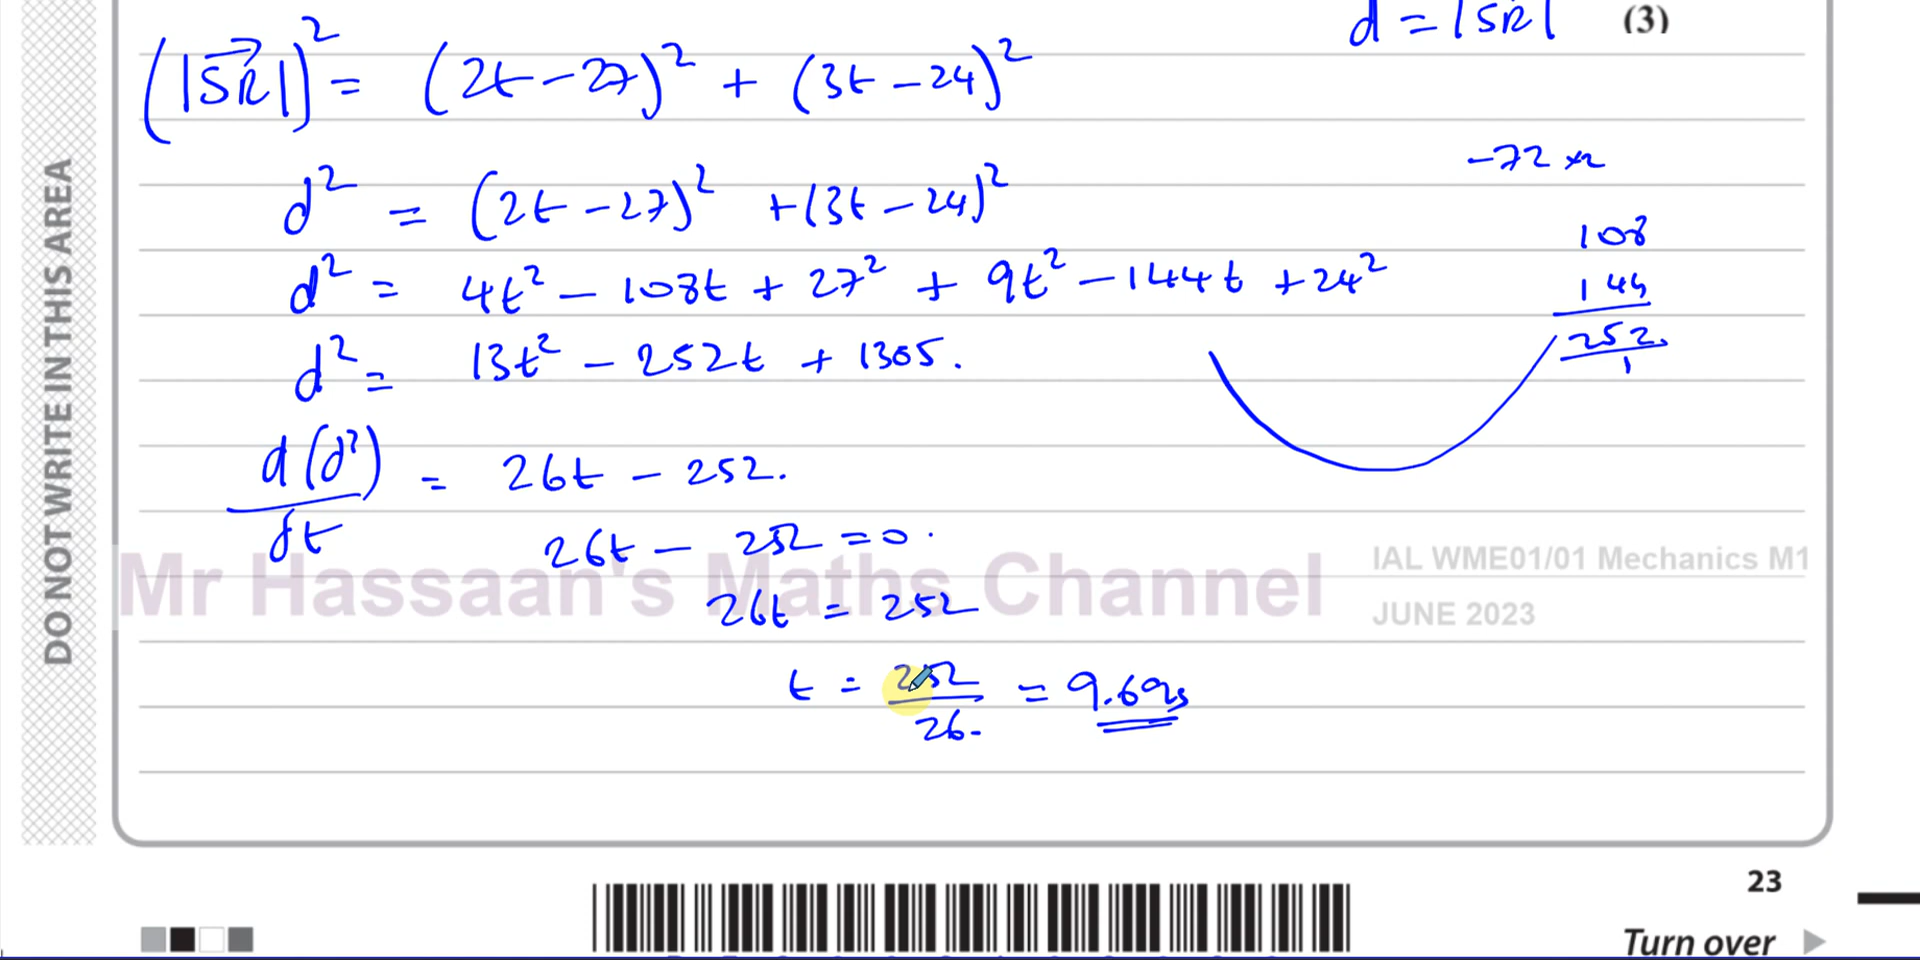 d = |SR| (3)
(|SR|)² = (2t – 27)² + (3t – 24)²
-72 x2
d² = (2t – 27)² + (3t – 24)²
108
d² = 4t² – 108t + 27² + 9t² – 144t + 24²
144
252
1
d² = 13t² – 252t + 1305.
d(d²)/dt = 26t – 252.
26t – 252 = 0.
Mr Hassaan's Maths Channel
IAL WME01/01 Mechanics M1
JUNE 2023
26t = 252
t = 252/26. = 9.69s
DO NOT WRITE IN THIS AREA
23
Turn over